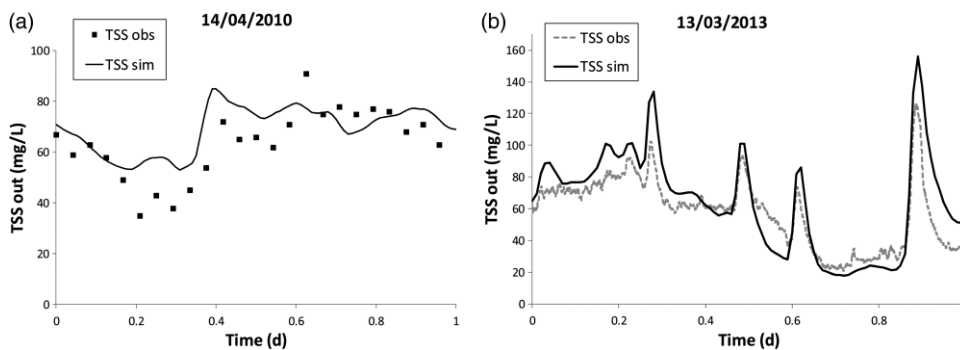 (a)
14/04/2010
TSS obs
TSS sim
TSS out (mg/L)
100
80
60
40
20
0
0 0.2 0.4 0.6 0.8 1
Time (d)
(b)
13/03/2013
TSS obs
TSS sim
TSS out (mg/L)
160
140
120
100
80
60
40
20
0
0 0.2 0.4 0.6 0.8
Time (d)